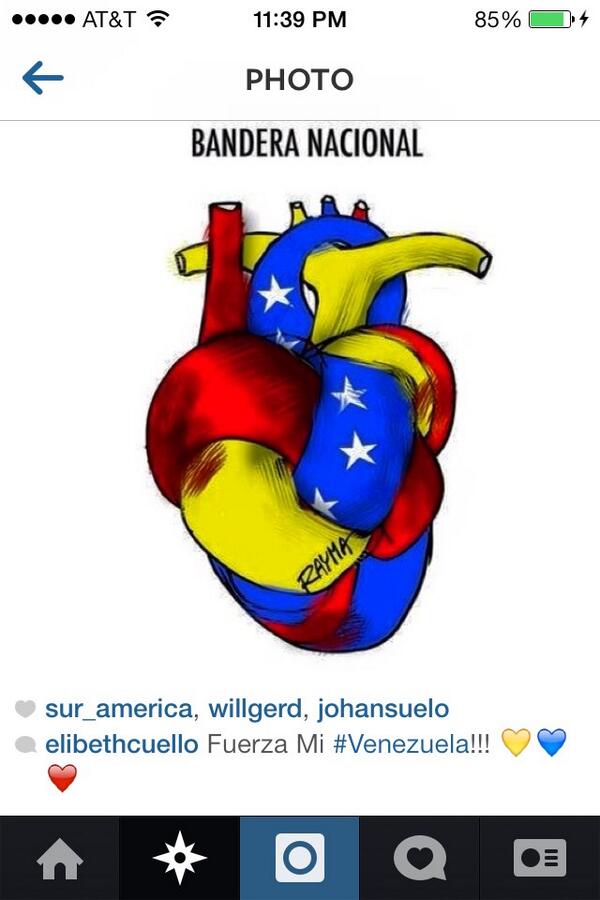 AT&T 11:39 PM 85%
PHOTO
BANDERA NACIONAL
RAYMA
sur_america, willgerd, johansuelo
elibethcuello Fuerza Mi #Venezuela!!! 💛💙
❤️